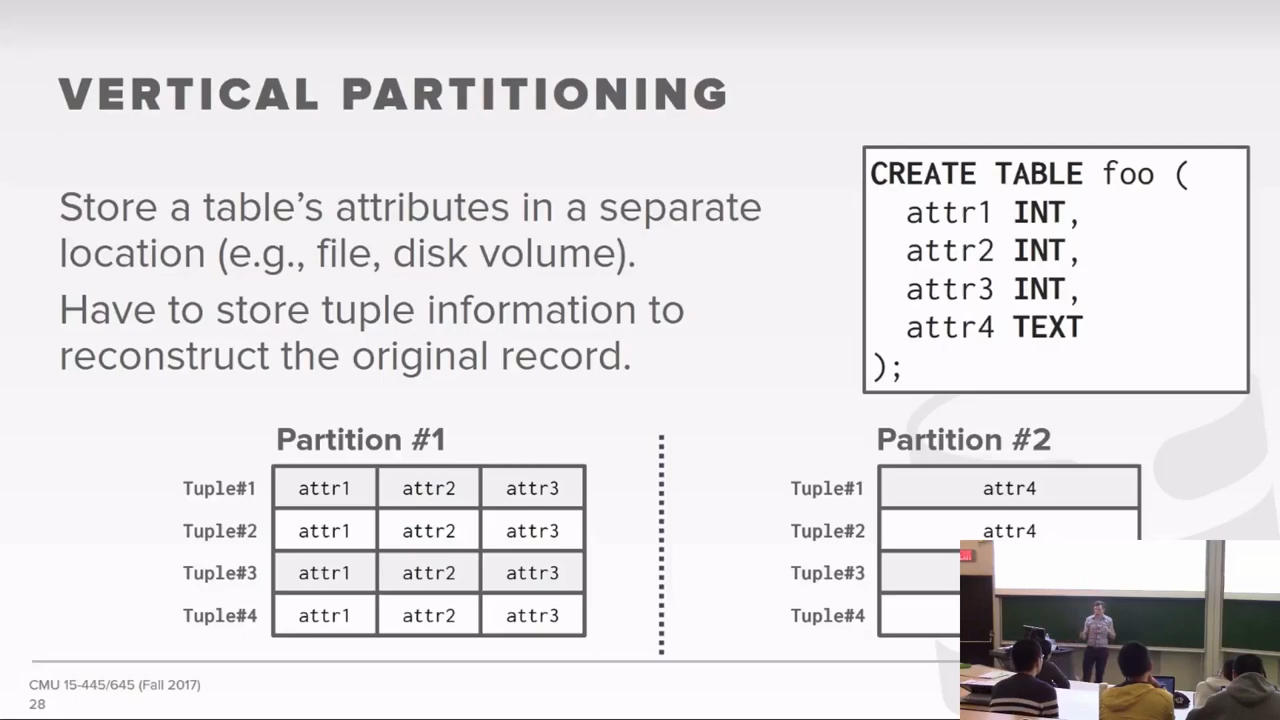 VERTICAL PARTITIONING
Store a table's attributes in a separate
location (e.g., file, disk volume).
Have to store tuple information to
reconstruct the original record.
CREATE TABLE foo (
attr1 INT,
attr2 INT,
attr3 INT,
attr4 TEXT
);
Partition #1
Tuple#1 attr1 attr2 attr3
Tuple#2 attr1 attr2 attr3
Tuple#3 attr1 attr2 attr3
Tuple#4 attr1 attr2 attr3
Partition #2
Tuple#1 attr4
Tuple#2 attr4
Tuple#3
Tuple#4
CMU 15-445/645 (Fall 2017)
28